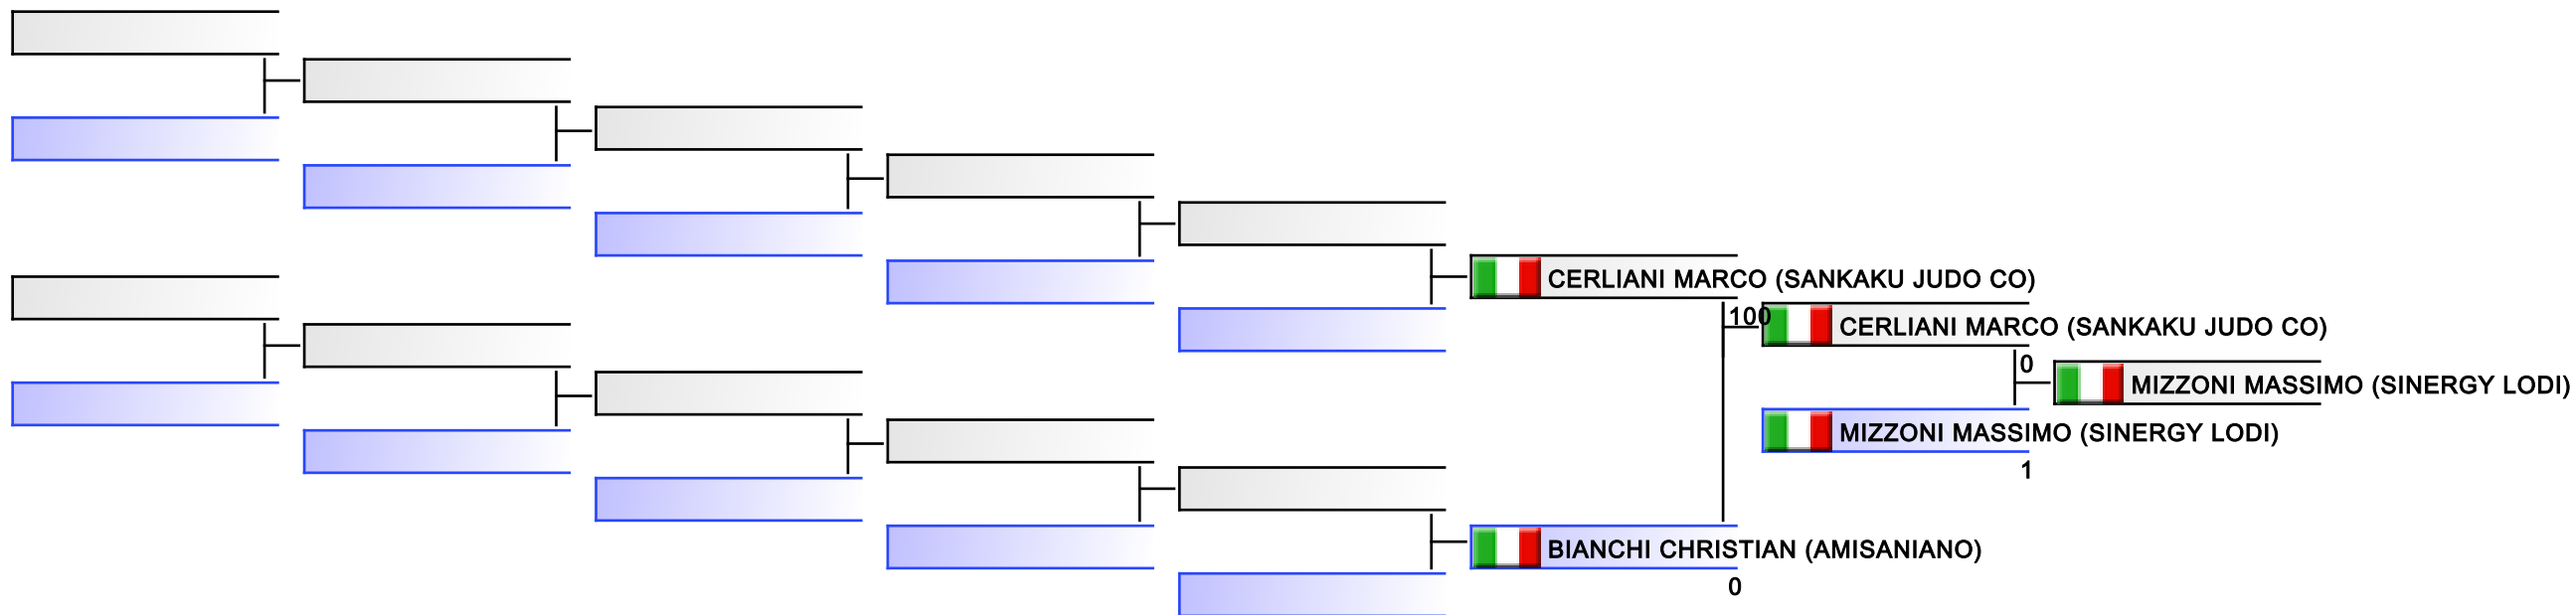 CERLIANI MARCO (SANKAKU JUDO CO)
100
CERLIANI MARCO (SANKAKU JUDO CO)
0
MIZZONI MASSIMO (SINERGY LODI)
MIZZONI MASSIMO (SINERGY LODI)
1
BIANCHI CHRISTIAN (AMISANIANO)
0